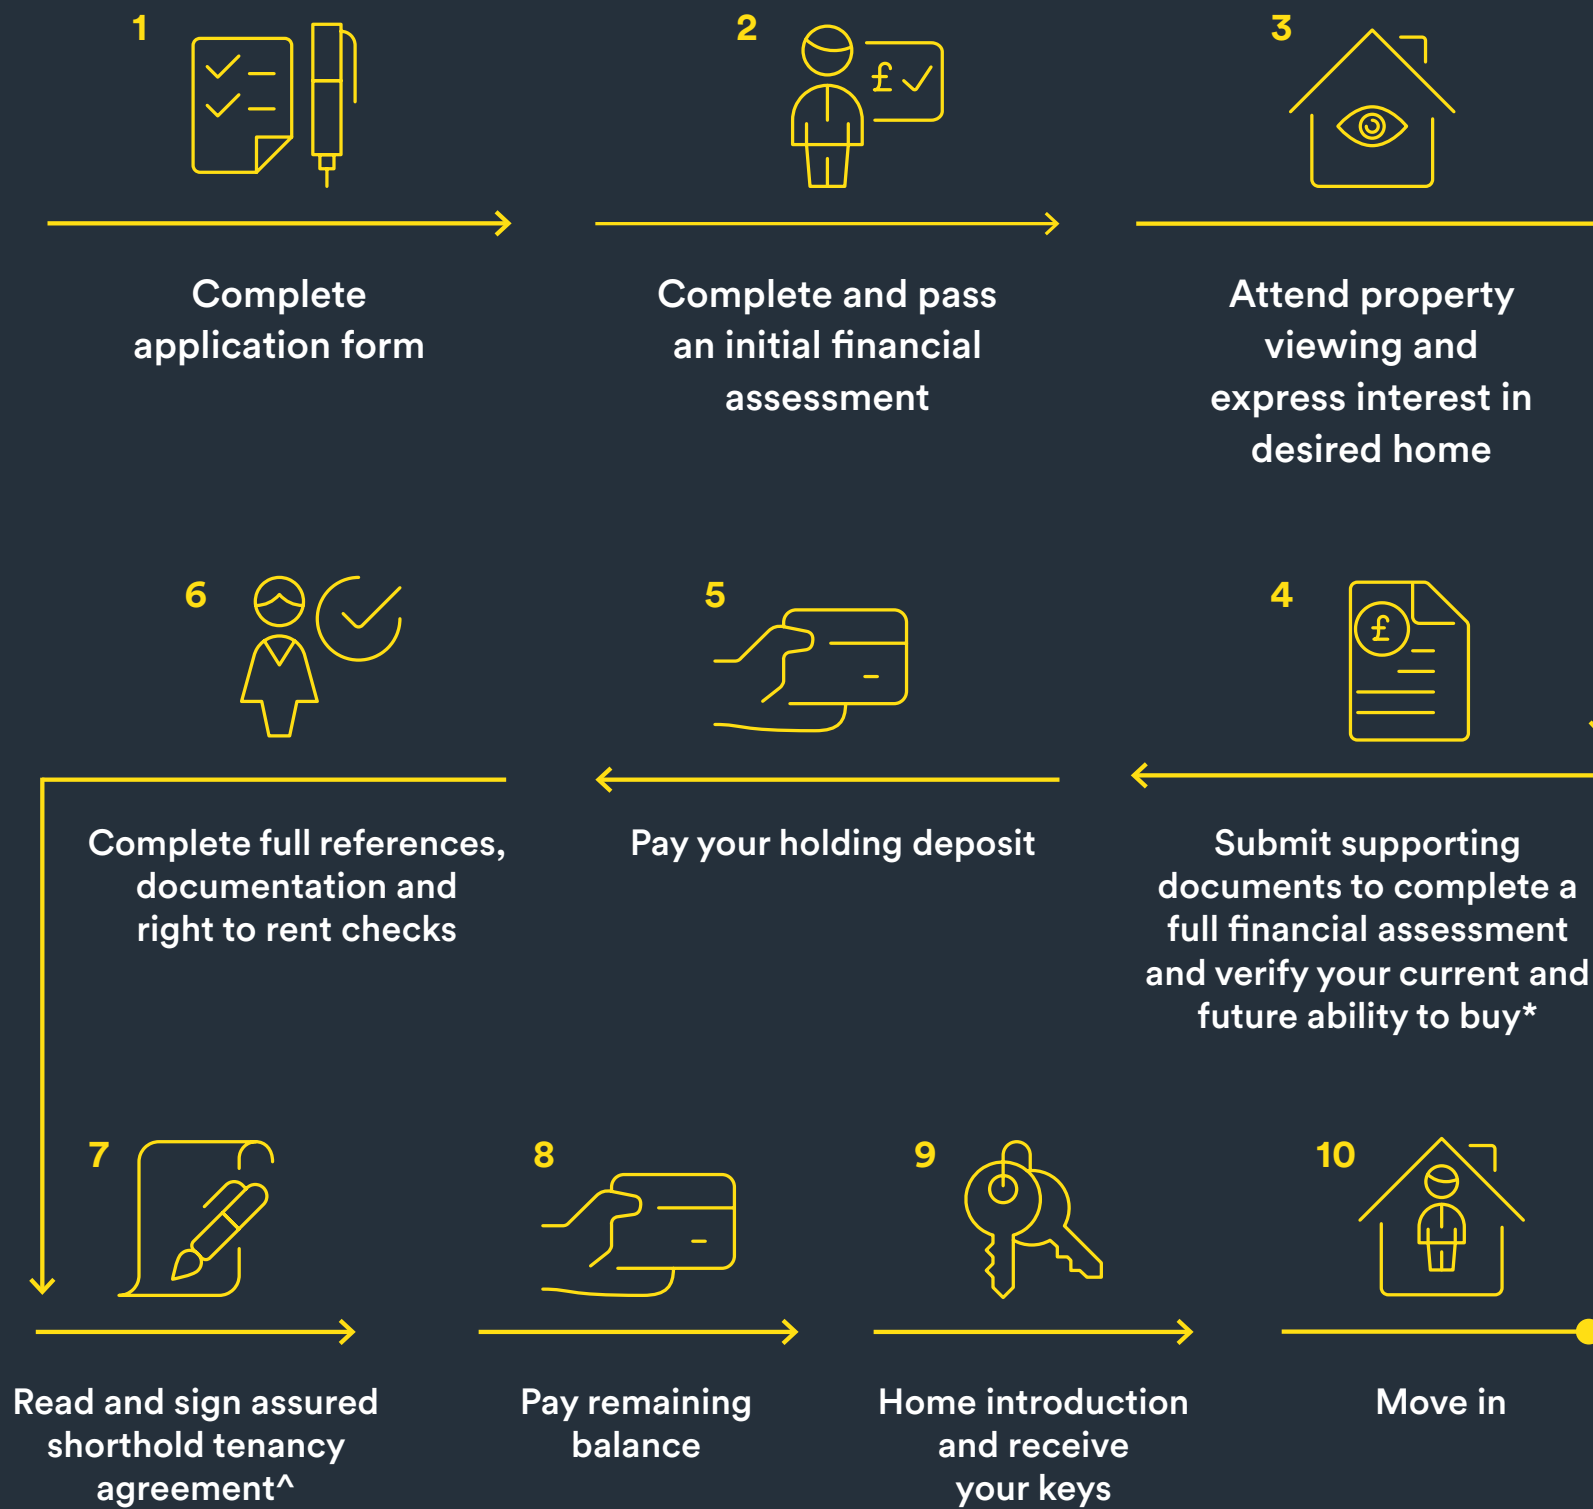 1
Complete
application form
2
£
Complete and pass
an initial financial
assessment
3
Attend property
viewing and
express interest in
desired home
4
£
Submit supporting
documents to complete a
full financial assessment
and verify your current and
future ability to buy*
5
Pay your holding deposit
6
Complete full references,
documentation and
right to rent checks
7
Read and sign assured
shorthold tenancy
agreement^
8
Pay remaining
balance
9
Home introduction
and receive
your keys
10
Move in